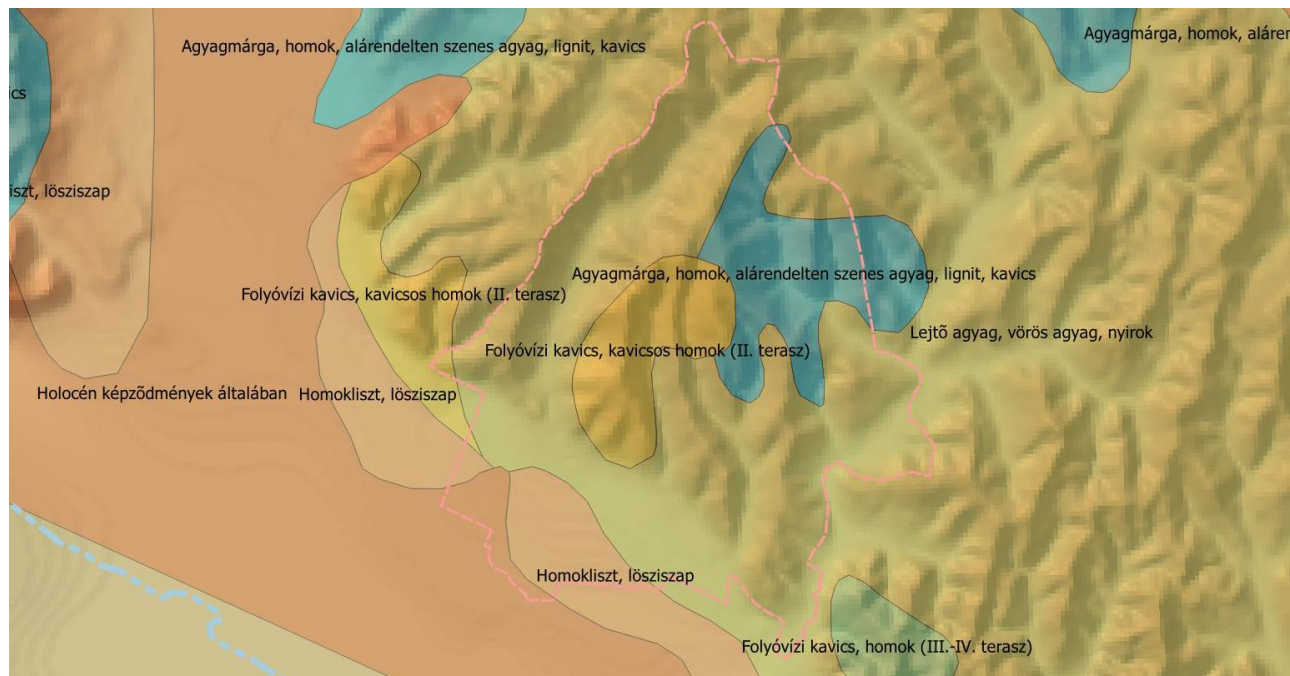 Agyagmárga, homok, aláren
Agyagmárga, homok, alárendelten szenes agyag, lignit, kavics
ics
iszt, lösziszap
Agyagmárga, homok, alárendelten szenes agyag, lignit, kavics
Folyóvízi kavics, kavicsos homok (II. terasz)
Lejtõ agyag, vörös agyag, nyirok
Folyóvízi kavics, kavicsos homok (II. terasz)
Holocén képzõdmények általában
Homokliszt, lösziszap
Homokliszt, lösziszap
Folyóvízi kavics, homok (III.-IV. terasz)